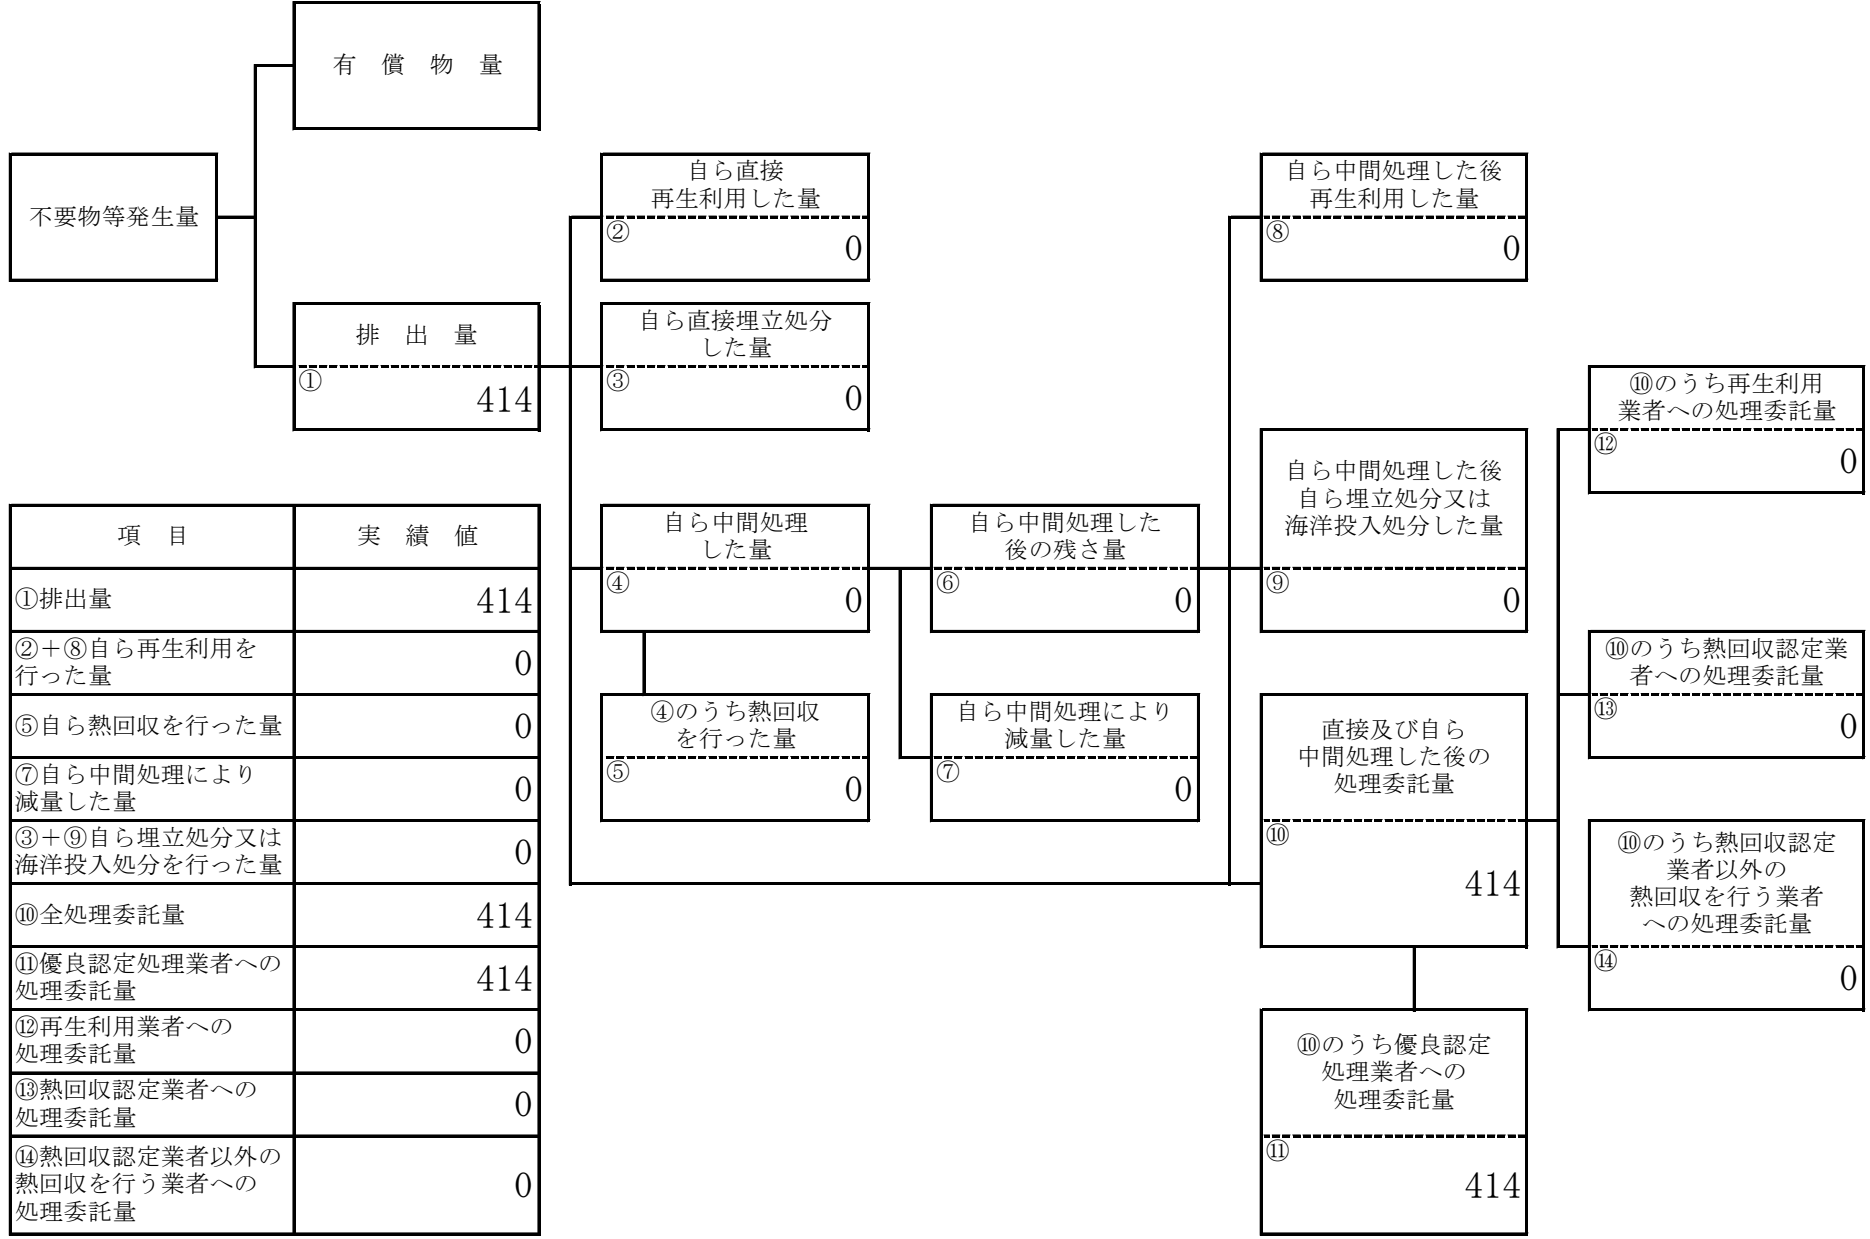 有　償　物　量
不要物等発生量
排　出　量
①
414
自ら直接
再生利用した量
②
0
自ら直接埋立処分
した量
③
0
自ら中間処理
した量
④
0
④のうち熱回収
を行った量
⑤
0
自ら中間処理した
後の残さ量
⑥
0
自ら中間処理により
減量した量
⑦
0
自ら中間処理した後
再生利用した量
⑧
0
自ら中間処理した後
自ら埋立処分又は
海洋投入処分した量
⑨
0
直接及び自ら
中間処理した後の
処理委託量
⑩
414
⑩のうち優良認定
処理業者への
処理委託量
⑪
414
⑩のうち再生利用
業者への処理委託量
⑫
0
⑩のうち熱回収認定業
者への処理委託量
⑬
0
⑩のうち熱回収認定
業者以外の
熱回収を行う業者
への処理委託量
⑭
0
項　目　実　績　値
①排出量　414
②＋⑧自ら再生利用を
行った量　0
⑤自ら熱回収を行った量　0
⑦自ら中間処理により
減量した量　0
③＋⑨自ら埋立処分又は
海洋投入処分を行った量　0
⑩全処理委託量　414
⑪優良認定処理業者への
処理委託量　414
⑫再生利用業者への
処理委託量　0
⑬熱回収認定業者への
処理委託量　0
⑭熱回収認定業者以外の
熱回収を行う業者への
処理委託量　0